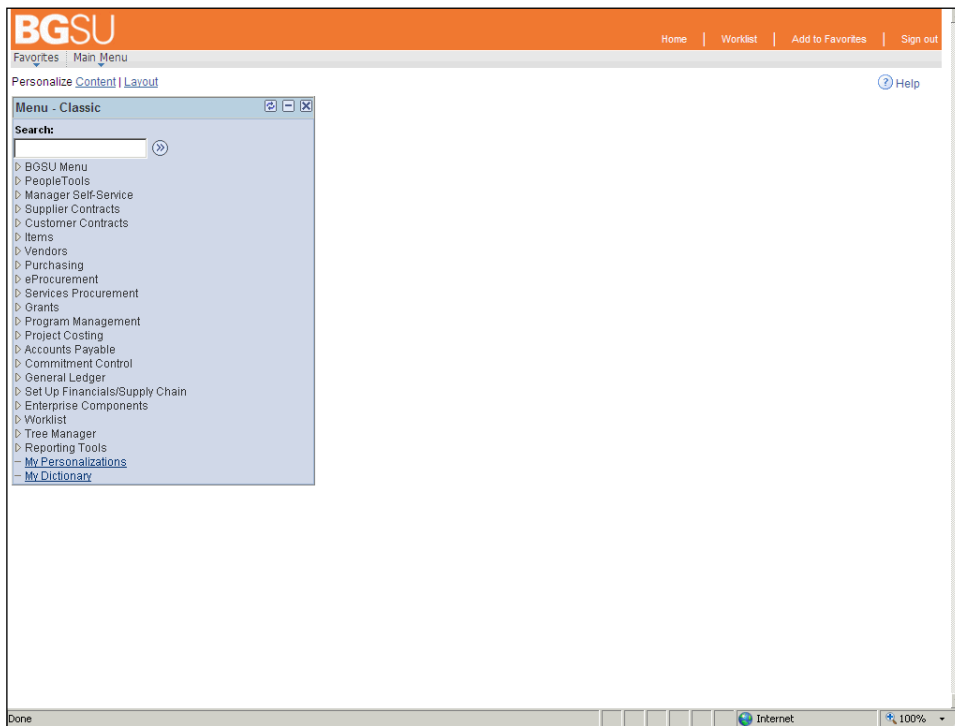 BGSU
Home | Worklist | Add to Favorites | Sign out
Favorites Main Menu
Personalize Content | Layout
? Help
Menu - Classic
Search:
BGSU Menu
PeopleTools
Manager Self-Service
Supplier Contracts
Customer Contracts
Items
Vendors
Purchasing
eProcurement
Services Procurement
Grants
Program Management
Project Costing
Accounts Payable
Commitment Control
General Ledger
Set Up Financials/Supply Chain
Enterprise Components
Worklist
Tree Manager
Reporting Tools
My Personalizations
My Dictionary
Done Internet 100%